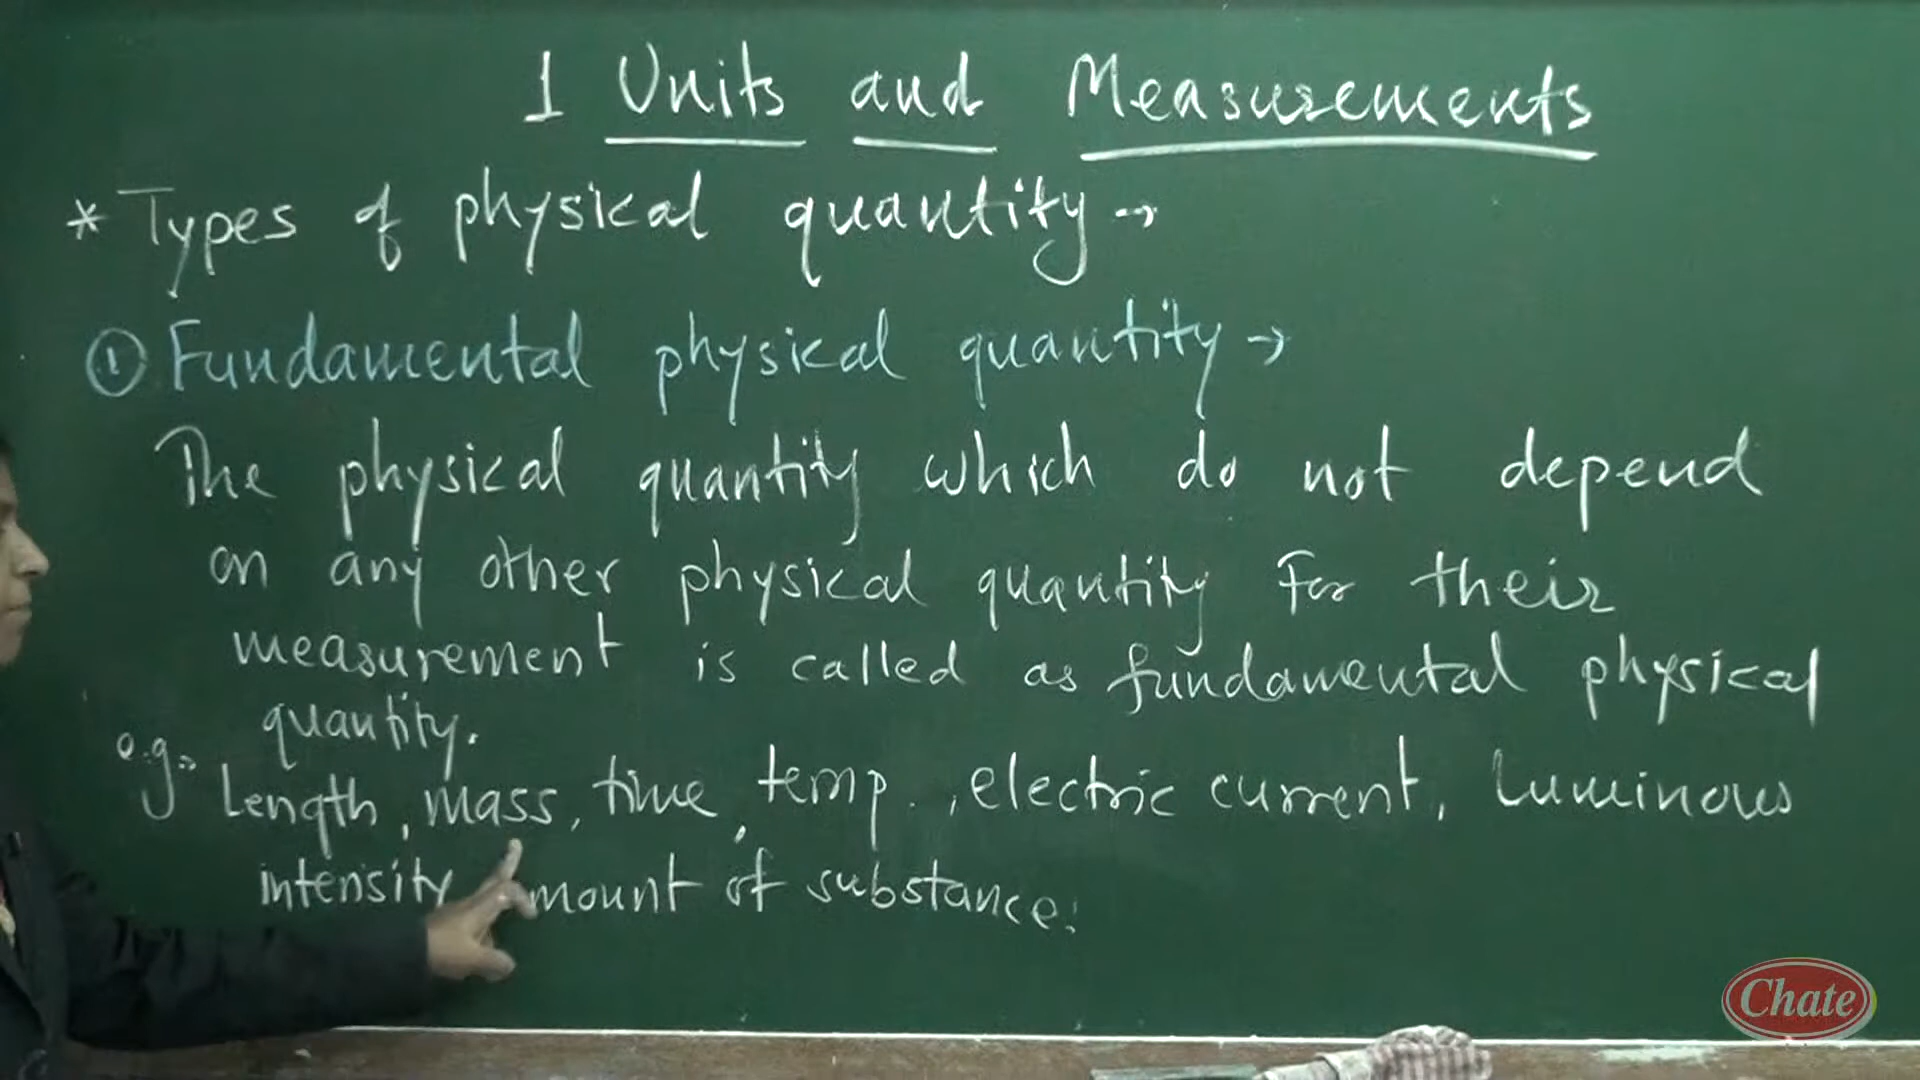 1 Units and Measurements
* Types of physical quantity →
① Fundamental physical quantity →
The physical quantity which do not depend
on any other physical quantity For their
measurement is called as fundamental physical
quantity.
e.g. Length, mass, time, temp., electric current, Luminous
intensity mount of substance.
Chate